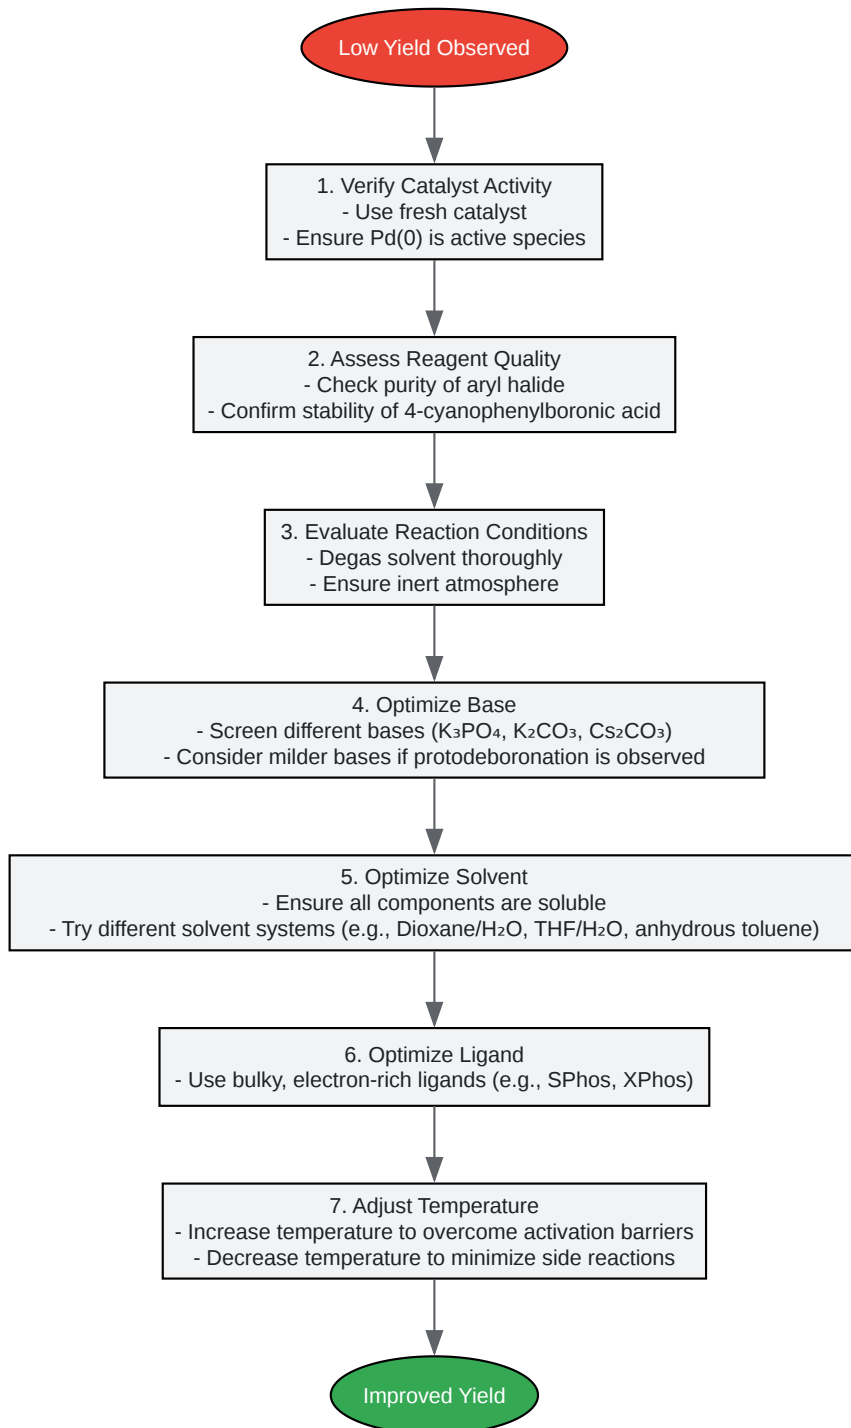 Low Yield Observed
1. Verify Catalyst Activity
- Use fresh catalyst
- Ensure Pd(0) is active species
2. Assess Reagent Quality
- Check purity of aryl halide
- Confirm stability of 4-cyanophenylboronic acid
3. Evaluate Reaction Conditions
- Degas solvent thoroughly
- Ensure inert atmosphere
4. Optimize Base
- Screen different bases (K₃PO₄, K₂CO₃, Cs₂CO₃)
- Consider milder bases if protodeboronation is observed
5. Optimize Solvent
- Ensure all components are soluble
- Try different solvent systems (e.g., Dioxane/H₂O, THF/H₂O, anhydrous toluene)
6. Optimize Ligand
- Use bulky, electron-rich ligands (e.g., SPhos, XPhos)
7. Adjust Temperature
- Increase temperature to overcome activation barriers
- Decrease temperature to minimize side reactions
Improved Yield